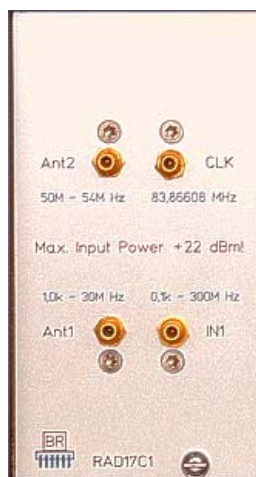 Ant2 CLK
50M - 54M Hz 83,86608 MHz
Max. Input Power +22 dBm!
1,0k - 30M Hz 0,1k - 300M Hz
Ant1 IN1
BR
RAD17C1